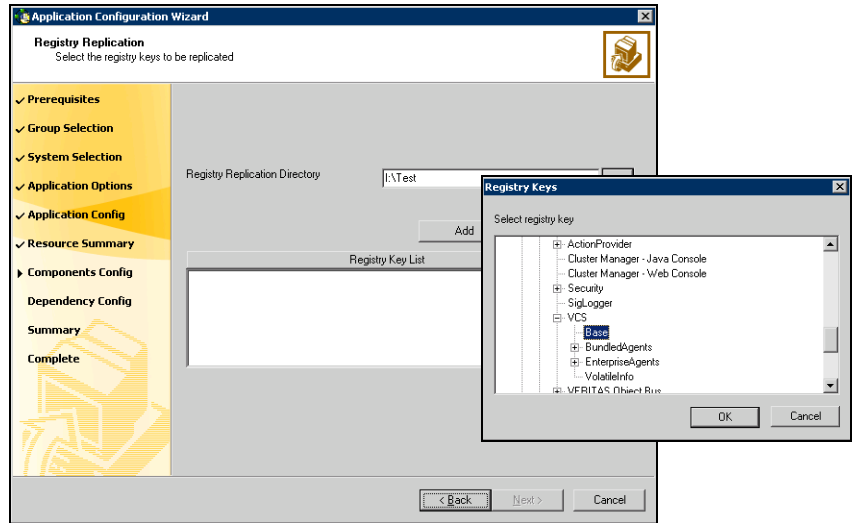 Application Configuration Wizard
Registry Replication
Select the registry keys to be replicated
Prerequisites
Group Selection
System Selection
Application Options
Application Config
Resource Summary
Components Config
Dependency Config
Summary
Complete
Registry Replication Directory
I:\Test
Add
Registry Key List
< Back
Next >
Cancel
Registry Keys
Select registry key
ActionProvider
Cluster Manager - Java Console
Cluster Manager - Web Console
Security
SigLogger
VCS
Base
BundledAgents
EnterpriseAgents
VolatileInfo
VERITAS Object Bus
OK
Cancel